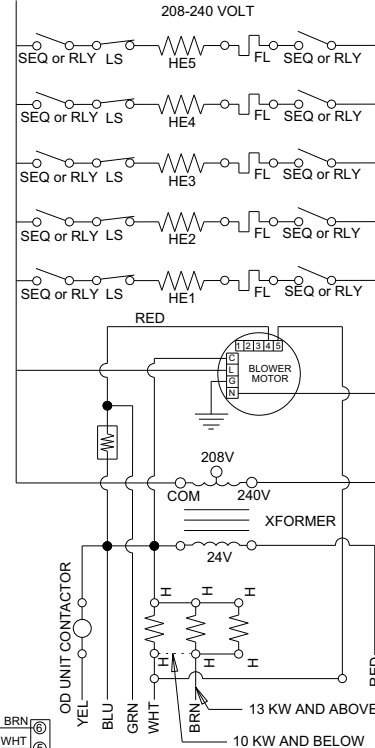 208-240 VOLT
SEQ or RLY LS HE5 FL SEQ or RLY
SEQ or RLY LS HE4 FL SEQ or RLY
SEQ or RLY LS HE3 FL SEQ or RLY
SEQ or RLY LS HE2 FL SEQ or RLY
SEQ or RLY LS HE1 FL SEQ or RLY
RED
1 2 3 4 5
C
L
G
N
BLOWER
MOTOR
208V
COM 240V
XFORMER
24V
H H H
H H H
OD UNIT CONTACTOR
YEL
BLU
GRN
WHT
BRN
RED
13 KW AND ABOVE
10 KW AND BELOW
BRN 6
WHT 5